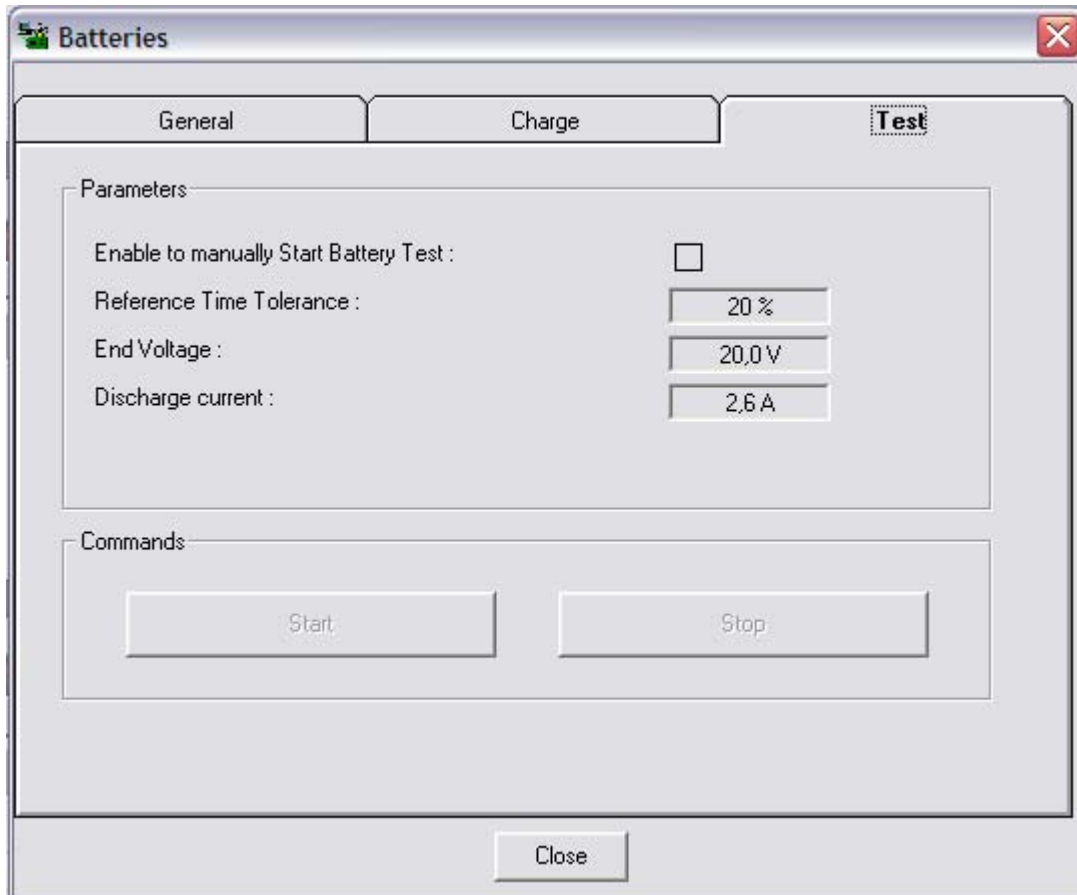 Batteries
General
Charge
Test
Parameters
Enable to manually Start Battery Test :
Reference Time Tolerance :
20 %
End Voltage :
20,0 V
Discharge current :
2,6 A
Commands
Start
Stop
Close